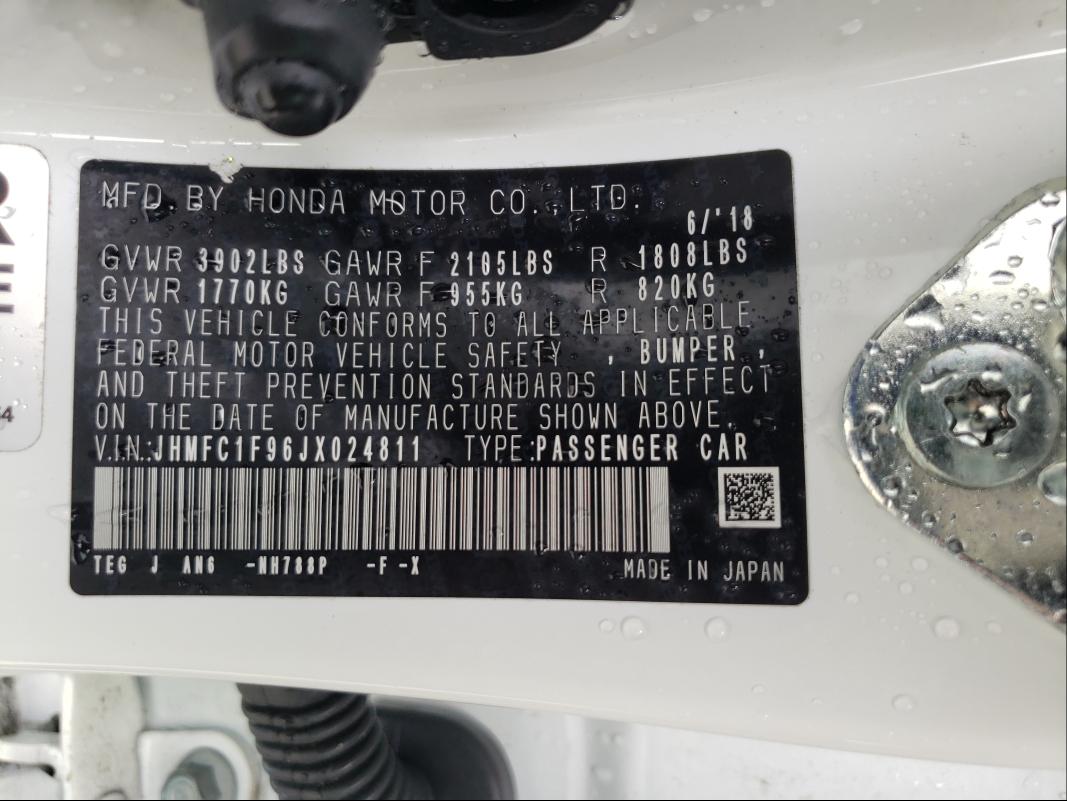 MFD. BY HONDA MOTOR CO., LTD.
6/'18
GVWR 3902LBS GAWR F 2105LBS R 1808LBS
GVWR 1770KG GAWR F 955KG R 820KG
THIS VEHICLE CONFORMS TO ALL APPLICABLE
FEDERAL MOTOR VEHICLE SAFETY , BUMPER ,
AND THEFT PREVENTION STANDARDS IN EFFECT
ON THE DATE OF MANUFACTURE SHOWN ABOVE.
V.I.N.:JHMFC1F96JX024811 TYPE:PASSENGER CAR
TEG J AN6 -NH788P -F -X
MADE IN JAPAN